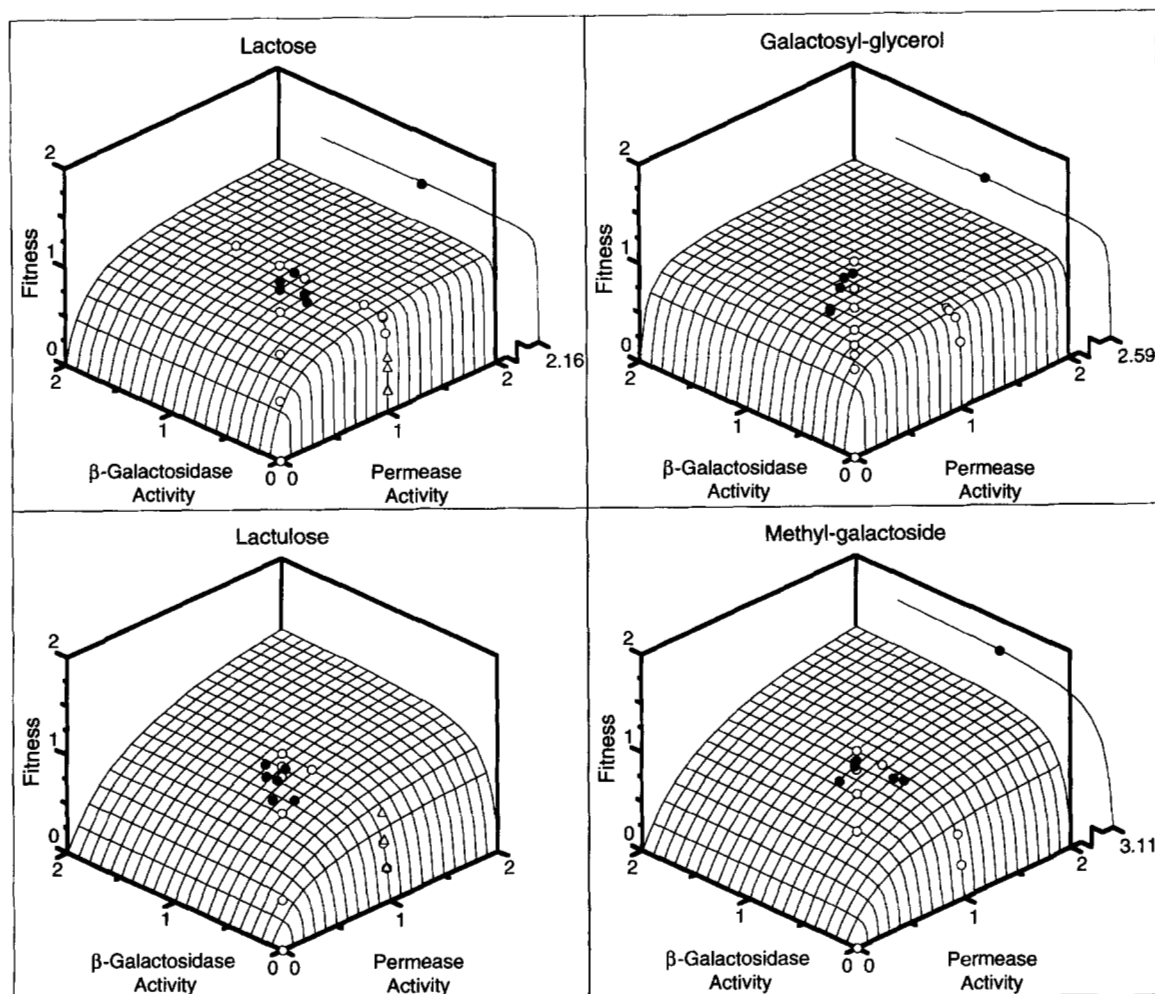 Lactose
2
1
0
Fitness
2
1
0 0
1
2
2.16
β-Galactosidase
Activity
Permease
Activity
Galactosyl-glycerol
2
1
0
Fitness
2
1
0 0
1
2
2.59
β-Galactosidase
Activity
Permease
Activity
Lactulose
2
1
0
Fitness
2
1
0 0
1
2
β-Galactosidase
Activity
Permease
Activity
Methyl-galactoside
2
1
0
Fitness
2
1
0 0
1
2
3.11
β-Galactosidase
Activity
Permease
Activity